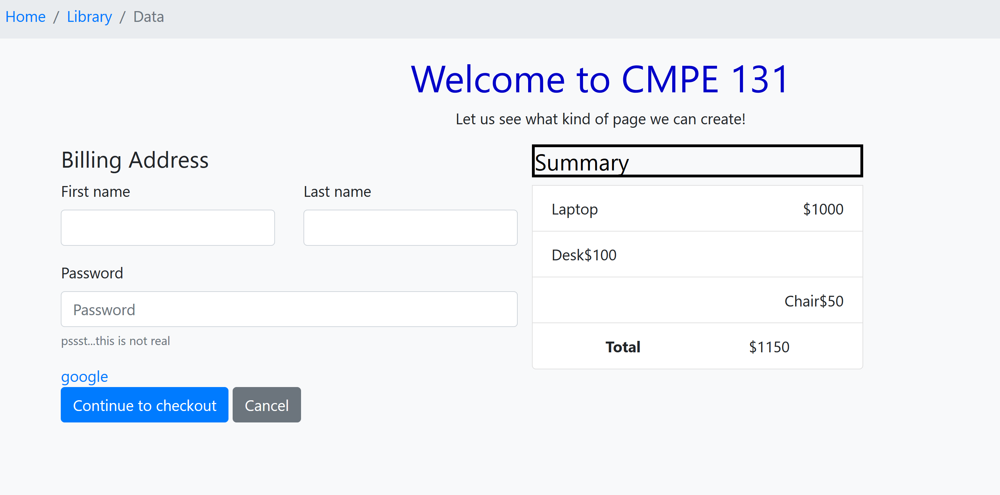 Home / Library / Data
Welcome to CMPE 131
Let us see what kind of page we can create!
Billing Address
First name
Last name
Password
Password
pssst...this is not real
google
Continue to checkout
Cancel
Summary
Laptop $1000
Desk$100
Chair$50
Total $1150